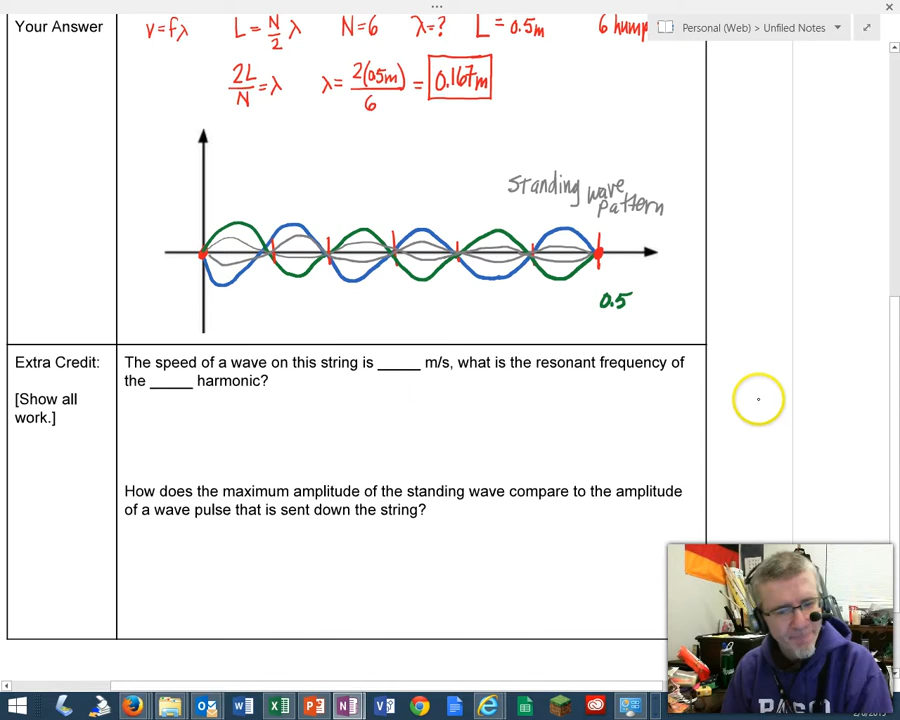 Personal (Web) > Unfiled Notes
Your Answer
v=fλ L=N/2 λ N=6 λ=? L=0.5m 6 hump
2L/N=λ λ=2(0.5m)/6=0.167m
Standing wave
pattern
0.5
Extra Credit:
The speed of a wave on this string is _____ m/s, what is the resonant frequency of
the _____ harmonic?
[Show all
work.]
How does the maximum amplitude of the standing wave compare to the amplitude
of a wave pulse that is sent down the string?